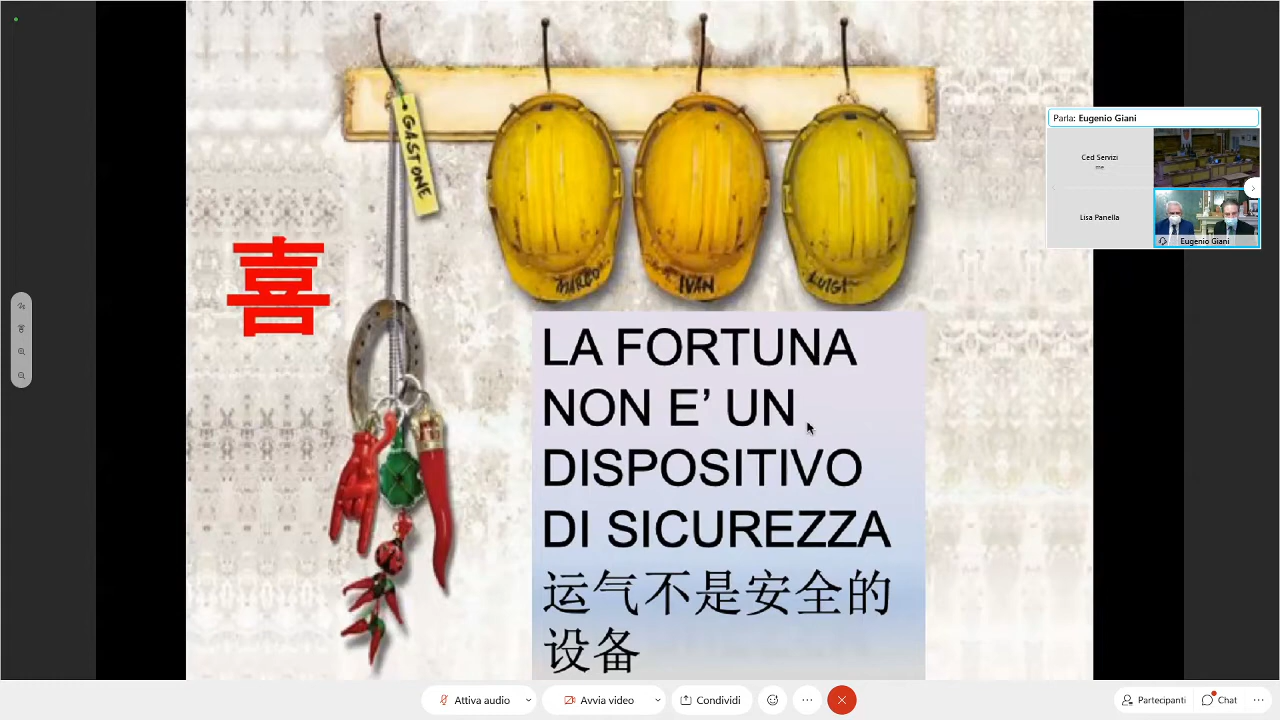 GASTONE
MARCO
IVAN
LUIGI
喜
LA FORTUNA
NON E' UN
DISPOSITIVO
DI SICUREZZA
运气不是安全的
设备
Parla: Eugenio Giani
Ced Servizi
me
Lisa Panella
Eugenio Giani
Attiva audio
Avvia video
Condividi
Partecipanti
Chat